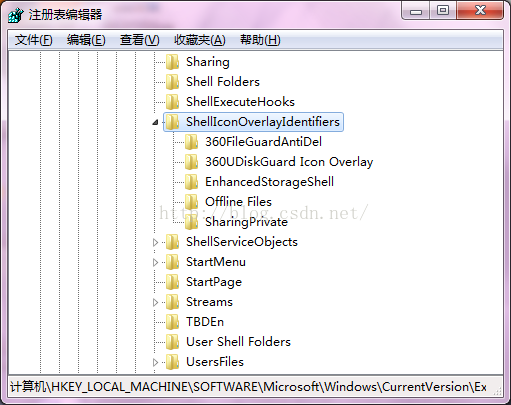 注册表编辑器
文件(F) 编辑(E) 查看(V) 收藏夹(A) 帮助(H)
Sharing
Shell Folders
ShellExecuteHooks
ShellIconOverlayIdentifiers
360FileGuardAntiDel
360UDiskGuard Icon Overlay
EnhancedStorageShell
Offline Files
http://blog.csdn.net/
SharingPrivate
ShellServiceObjects
StartMenu
StartPage
Streams
TBDEn
User Shell Folders
UsersFiles
计算机\HKEY_LOCAL_MACHINE\SOFTWARE\Microsoft\Windows\CurrentVersion\Ex